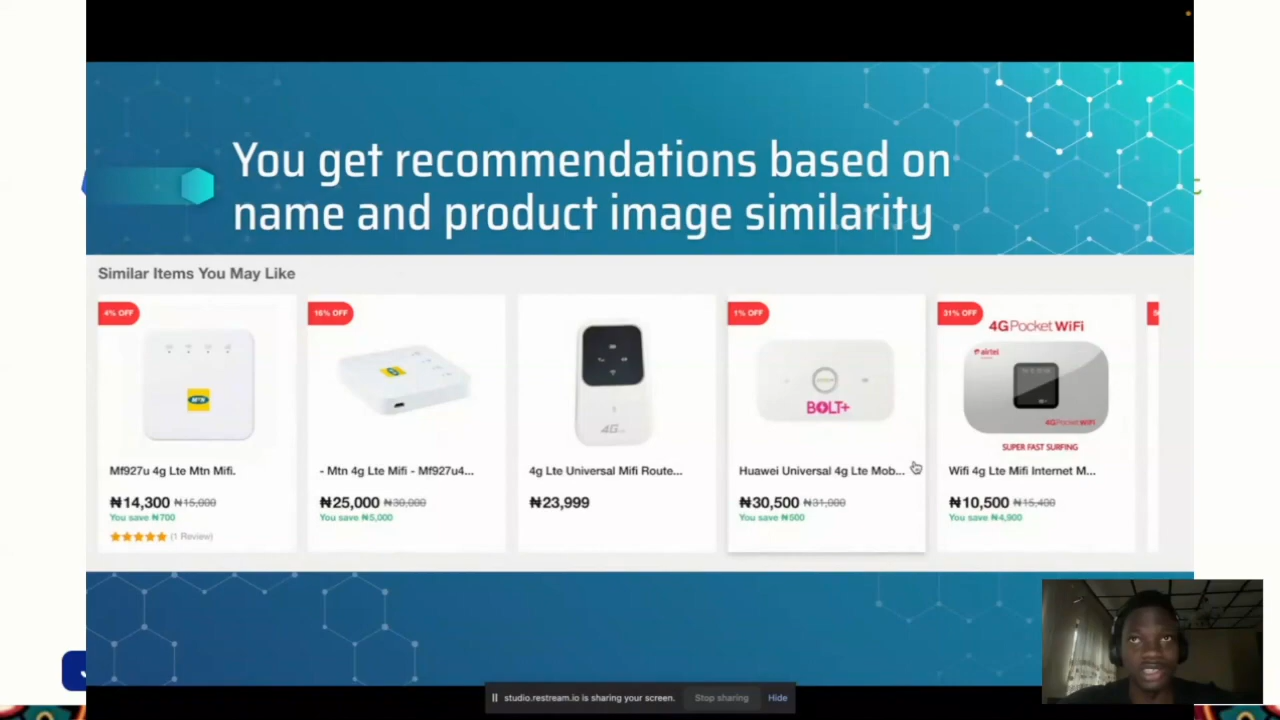 You get recommendations based on
name and product image similarity
Similar Items You May Like
4% OFF
16% OFF
1% OFF
31% OFF
4G Pocket WiFi
airtel
MTN
4G
BOLT+
4GPocket WiFi
SUPER FAST SURFING
Mf927u 4g Lte Mtn Mifi.
- Mtn 4g Lte Mifi - Mf927u4...
4g Lte Universal Mifi Route...
Huawei Universal 4g Lte Mob...
Wifi 4g Lte Mifi Internet M...
₦14,300 ₦15,000
₦25,000 ₦30,000
₦23,999
₦30,500 ₦31,000
₦10,500 ₦15,400
You save ₦700
You save ₦5,000
You save ₦500
You save ₦4,900
(1 Review)
studio.restream.io is sharing your screen.
Stop sharing
Hide